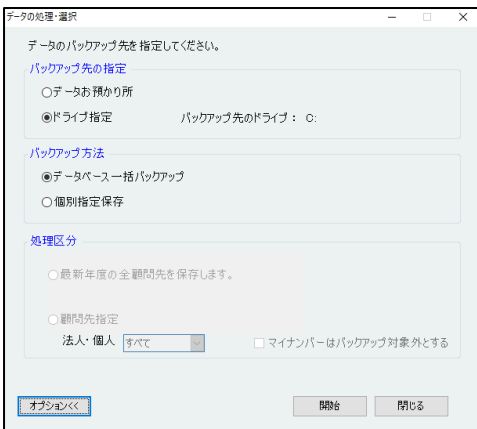 データの処理・選択
データのバックアップ先を指定してください。
バックアップ先の指定
データお預かり所
ドライブ指定 バックアップ先のドライブ： C:
バックアップ方法
データベース一括バックアップ
個別指定保存
処理区分
最新年度の全顧問先を保存します。
顧問先指定
法人・個人 すべて マイナンバーはバックアップ対象外とする
オプション<< 開始 閉じる